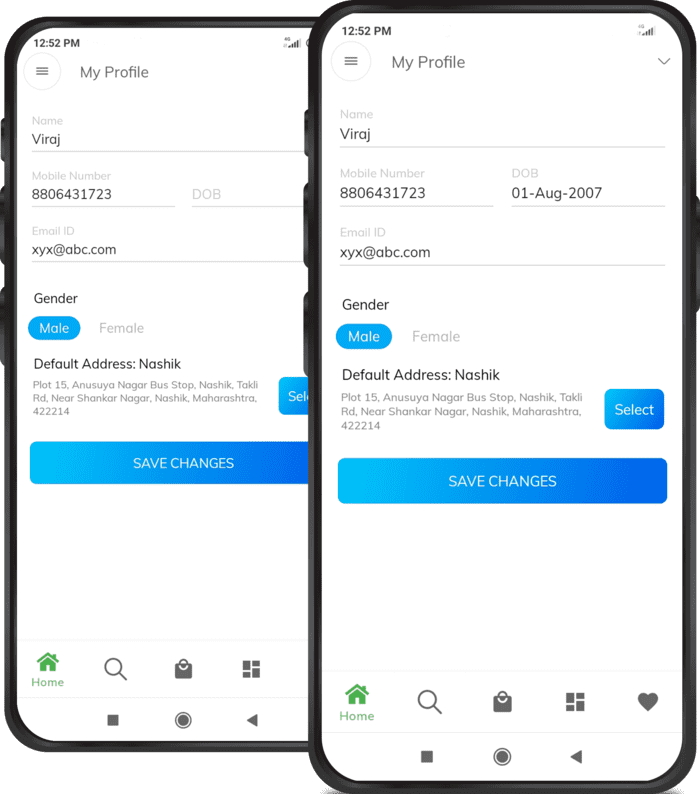 12:52 PM
4G
My Profile
Name
Viraj
Mobile Number
8806431723
DOB
Email ID
xyx@abc.com
Gender
Male Female
Default Address: Nashik
Plot 15, Anusuya Nagar Bus Stop, Nashik, Takli
Rd, Near Shankar Nagar, Nashik, Maharashtra,
422214
Sel
SAVE CHANGES
Home
12:52 PM
4G
My Profile
Name
Viraj
Mobile Number
8806431723
DOB
01-Aug-2007
Email ID
xyx@abc.com
Gender
Male Female
Default Address: Nashik
Plot 15, Anusuya Nagar Bus Stop, Nashik, Takli
Rd, Near Shankar Nagar, Nashik, Maharashtra,
422214
Select
SAVE CHANGES
Home